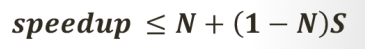 speedup ≤ N + (1 − N)S